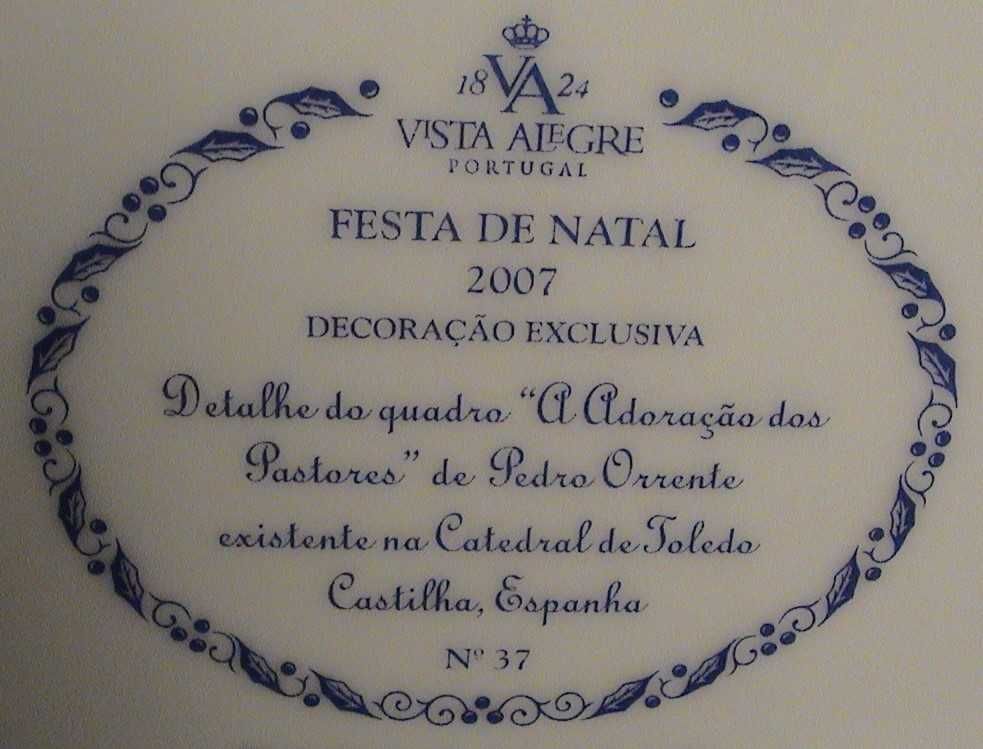 18 VA 24
VISTA ALEGRE
PORTUGAL
FESTA DE NATAL
2007
DECORAÇÃO EXCLUSIVA
Detalhe do quadro “A Adoração dos
Pastores” de Pedro Orrente
existente na Catedral de Toledo
Castilha, Espanha
Nº 37